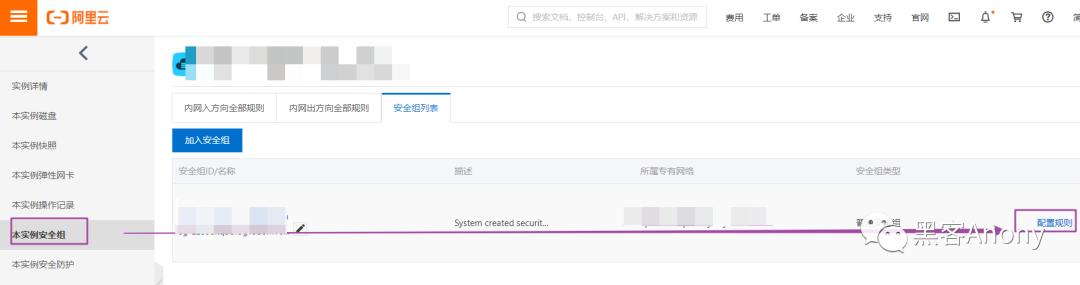 阿里云
搜索文档、控制台、API、解决方案和资源
费用 工单 备案 企业 支持 官网 简
实例详情
本实例磁盘
本实例快照
本实例弹性网卡
本实例操作记录
本实例安全组
本实例安全防护
内网入方向全部规则 内网出方向全部规则 安全组列表
加入安全组
安全组ID/名称 描述 所属专有网络 安全组类型
System created securit... 组 配置规则
黑客Anony